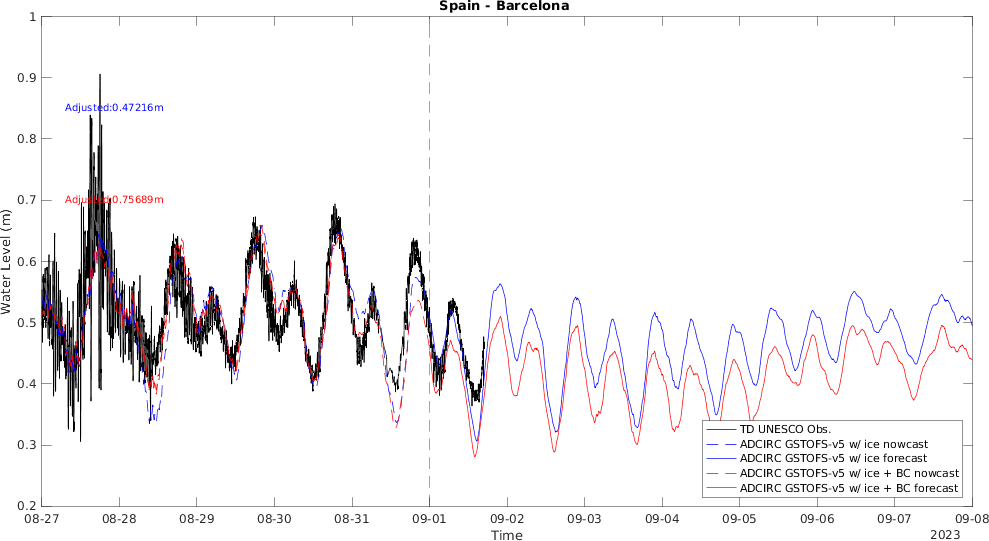 Spain - Barcelona
1
0.9
0.8
0.7
0.6
0.5
0.4
0.3
0.2
Water Level (m)
Adjusted:0.47216m
Adjusted:0.75689m
TD UNESCO Obs.
ADCIRC GSTOFS-v5 w/ ice nowcast
ADCIRC GSTOFS-v5 w/ ice forecast
ADCIRC GSTOFS-v5 w/ ice + BC nowcast
ADCIRC GSTOFS-v5 w/ ice + BC forecast
08-27 08-28 08-29 08-30 08-31 09-01 09-02 09-03 09-04 09-05 09-06 09-07 09-08
Time
2023